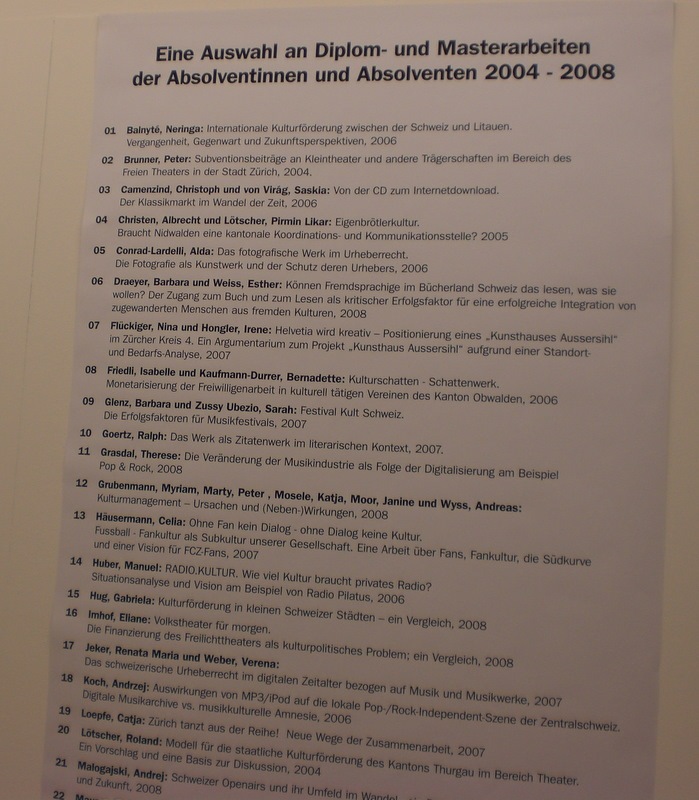 Eine Auswahl an Diplom- und Masterarbeiten
der Absolventinnen und Absolventen 2004 - 2008
01 Balnyté, Neringa: Internationale Kulturförderung zwischen der Schweiz und Litauen.
Vergangenheit, Gegenwart und Zukunftsperspektiven, 2006
02 Brunner, Peter: Subventionsbeiträge an Kleintheater und andere Trägerschaften im Bereich des
Freien Theaters in der Stadt Zürich, 2004.
03 Camenzind, Christoph und von Virág, Saskia: Von der CD zum Internetdownload.
Der Klassikmarkt im Wandel der Zeit, 2006
04 Christen, Albrecht und Lötscher, Pirmin Likar: Eigenbrötlerkultur.
Braucht Nidwalden eine kantonale Koordinations- und Kommunikationsstelle? 2005
05 Conrad-Lardelli, Alda: Das fotografische Werk im Urheberrecht.
Die Fotografie als Kunstwerk und der Schutz deren Urhebers, 2006
06 Draeyer, Barbara und Weiss, Esther: Können Fremdsprachige im Bücherland Schweiz das lesen, was sie
wollen? Der Zugang zum Buch und zum Lesen als kritischer Erfolgsfaktor für eine erfolgreiche Integration von
zugewanderten Menschen aus fremden Kulturen, 2008
07 Flückiger, Nina und Hongler, Irene: Helvetia wird kreativ – Positionierung eines „Kunsthauses Aussersihl“
im Zürcher Kreis 4. Ein Argumentarium zum Projekt „Kunsthaus Aussersihl“ aufgrund einer Standort-
und Bedarfs-Analyse, 2007
08 Friedli, Isabelle und Kaufmann-Durrer, Bernadette: Kulturschatten - Schattenwerk.
Monetarisierung der Freiwilligenarbeit in kulturell tätigen Vereinen des Kanton Obwalden, 2006
09 Glenz, Barbara und Zussy Ubezio, Sarah: Festival Kult Schweiz.
Die Erfolgsfaktoren für Musikfestivals, 2007
10 Goertz, Ralph: Das Werk als Zitatenwerk im literarischen Kontext, 2007.
11 Grasdal, Therese: Die Veränderung der Musikindustrie als Folge der Digitalisierung am Beispiel
Pop & Rock, 2008
12 Grubenmann, Myriam, Marty, Peter , Mosele, Katja, Moor, Janine und Wyss, Andreas:
Kulturmanagement – Ursachen und (Neben-)Wirkungen, 2008
13 Häusermann, Celia: Ohne Fan kein Dialog - ohne Dialog keine Kultur.
Fussball - Fankultur als Subkultur unserer Gesellschaft. Eine Arbeit über Fans, Fankultur, die Südkurve
und einer Vision für FCZ-Fans, 2007
14 Huber, Manuel: RADIO.KULTUR. Wie viel Kultur braucht privates Radio?
Situationsanalyse und Vision am Beispiel von Radio Pilatus, 2006
15 Hug, Gabriela: Kulturförderung in kleinen Schweizer Städten – ein Vergleich, 2008
16 Imhof, Eliane: Volkstheater für morgen.
Die Finanzierung des Freilichttheaters als kulturpolitisches Problem; ein Vergleich, 2008
17 Jeker, Renata Maria und Weber, Verena:
Das schweizerische Urheberrecht im digitalen Zeitalter bezogen auf Musik und Musikwerke, 2007
18 Koch, Andrzej: Auswirkungen von MP3/iPod auf die lokale Pop-/Rock-Independent-Szene der Zentralschweiz.
Digitale Musikarchive vs. musikkulturelle Amnesie, 2006
19 Loepfe, Catja: Zürich tanzt aus der Reihe! Neue Wege der Zusammenarbeit, 2007
20 Lötscher, Roland: Modell für die staatliche Kulturförderung des Kantons Thurgau im Bereich Theater.
Ein Vorschlag und eine Basis zur Diskussion, 2004
21 Malogajski, Andrej: Schweizer Openairs und ihr Umfeld im Wandel
und Zukunft, 2008
22